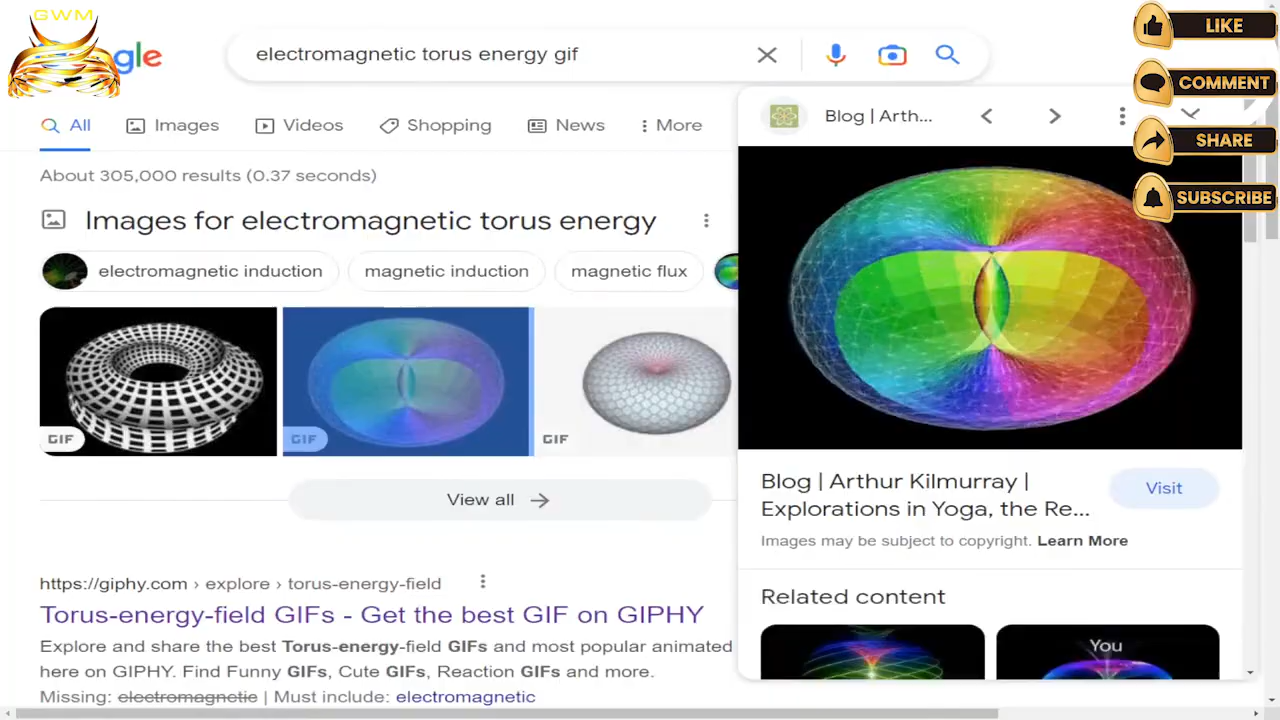 GWM
gle
electromagnetic torus energy gif
All
Images
Videos
Shopping
News
More
About 305,000 results (0.37 seconds)
Images for electromagnetic torus energy
electromagnetic induction
magnetic induction
magnetic flux
GIF
GIF
GIF
View all
https://giphy.com › explore › torus-energy-field
Torus-energy-field GIFs - Get the best GIF on GIPHY
Explore and share the best Torus-energy-field GIFs and most popular animated
here on GIPHY. Find Funny GIFs, Cute GIFs, Reaction GIFs and more.
Missing: electromagnetic | Must include: electromagnetic
Blog | Arth...
Blog | Arthur Kilmurray |
Explorations in Yoga, the Re...
Visit
Images may be subject to copyright. Learn More
Related content
You
LIKE
COMMENT
SHARE
SUBSCRIBE